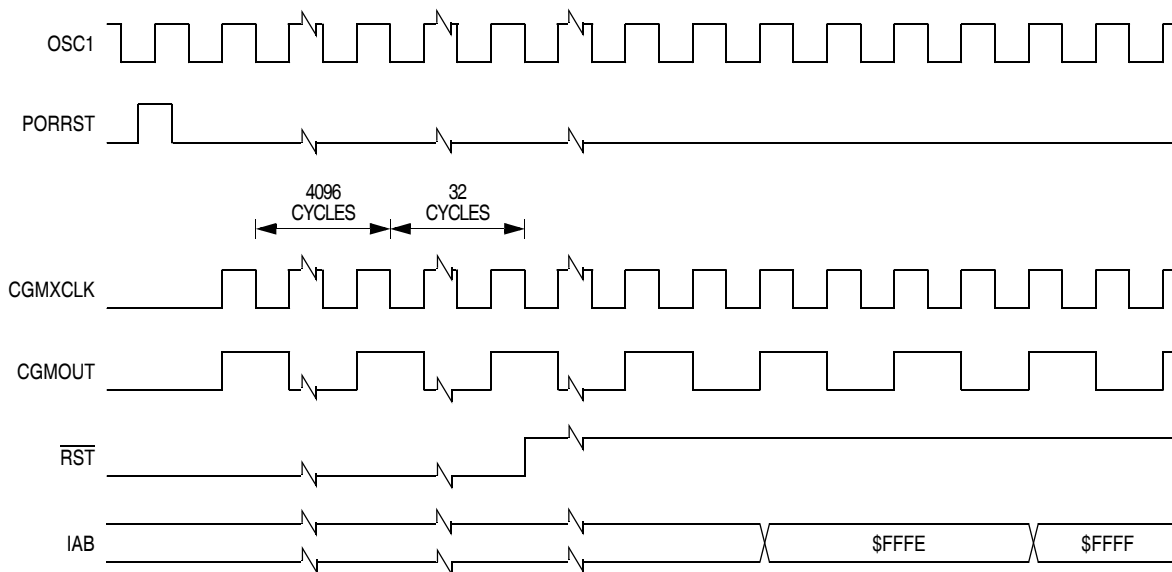 OSC1
PORRST
4096
CYCLES
32
CYCLES
CGMXCLK
CGMOUT
RST
IAB
$FFFE
$FFFF